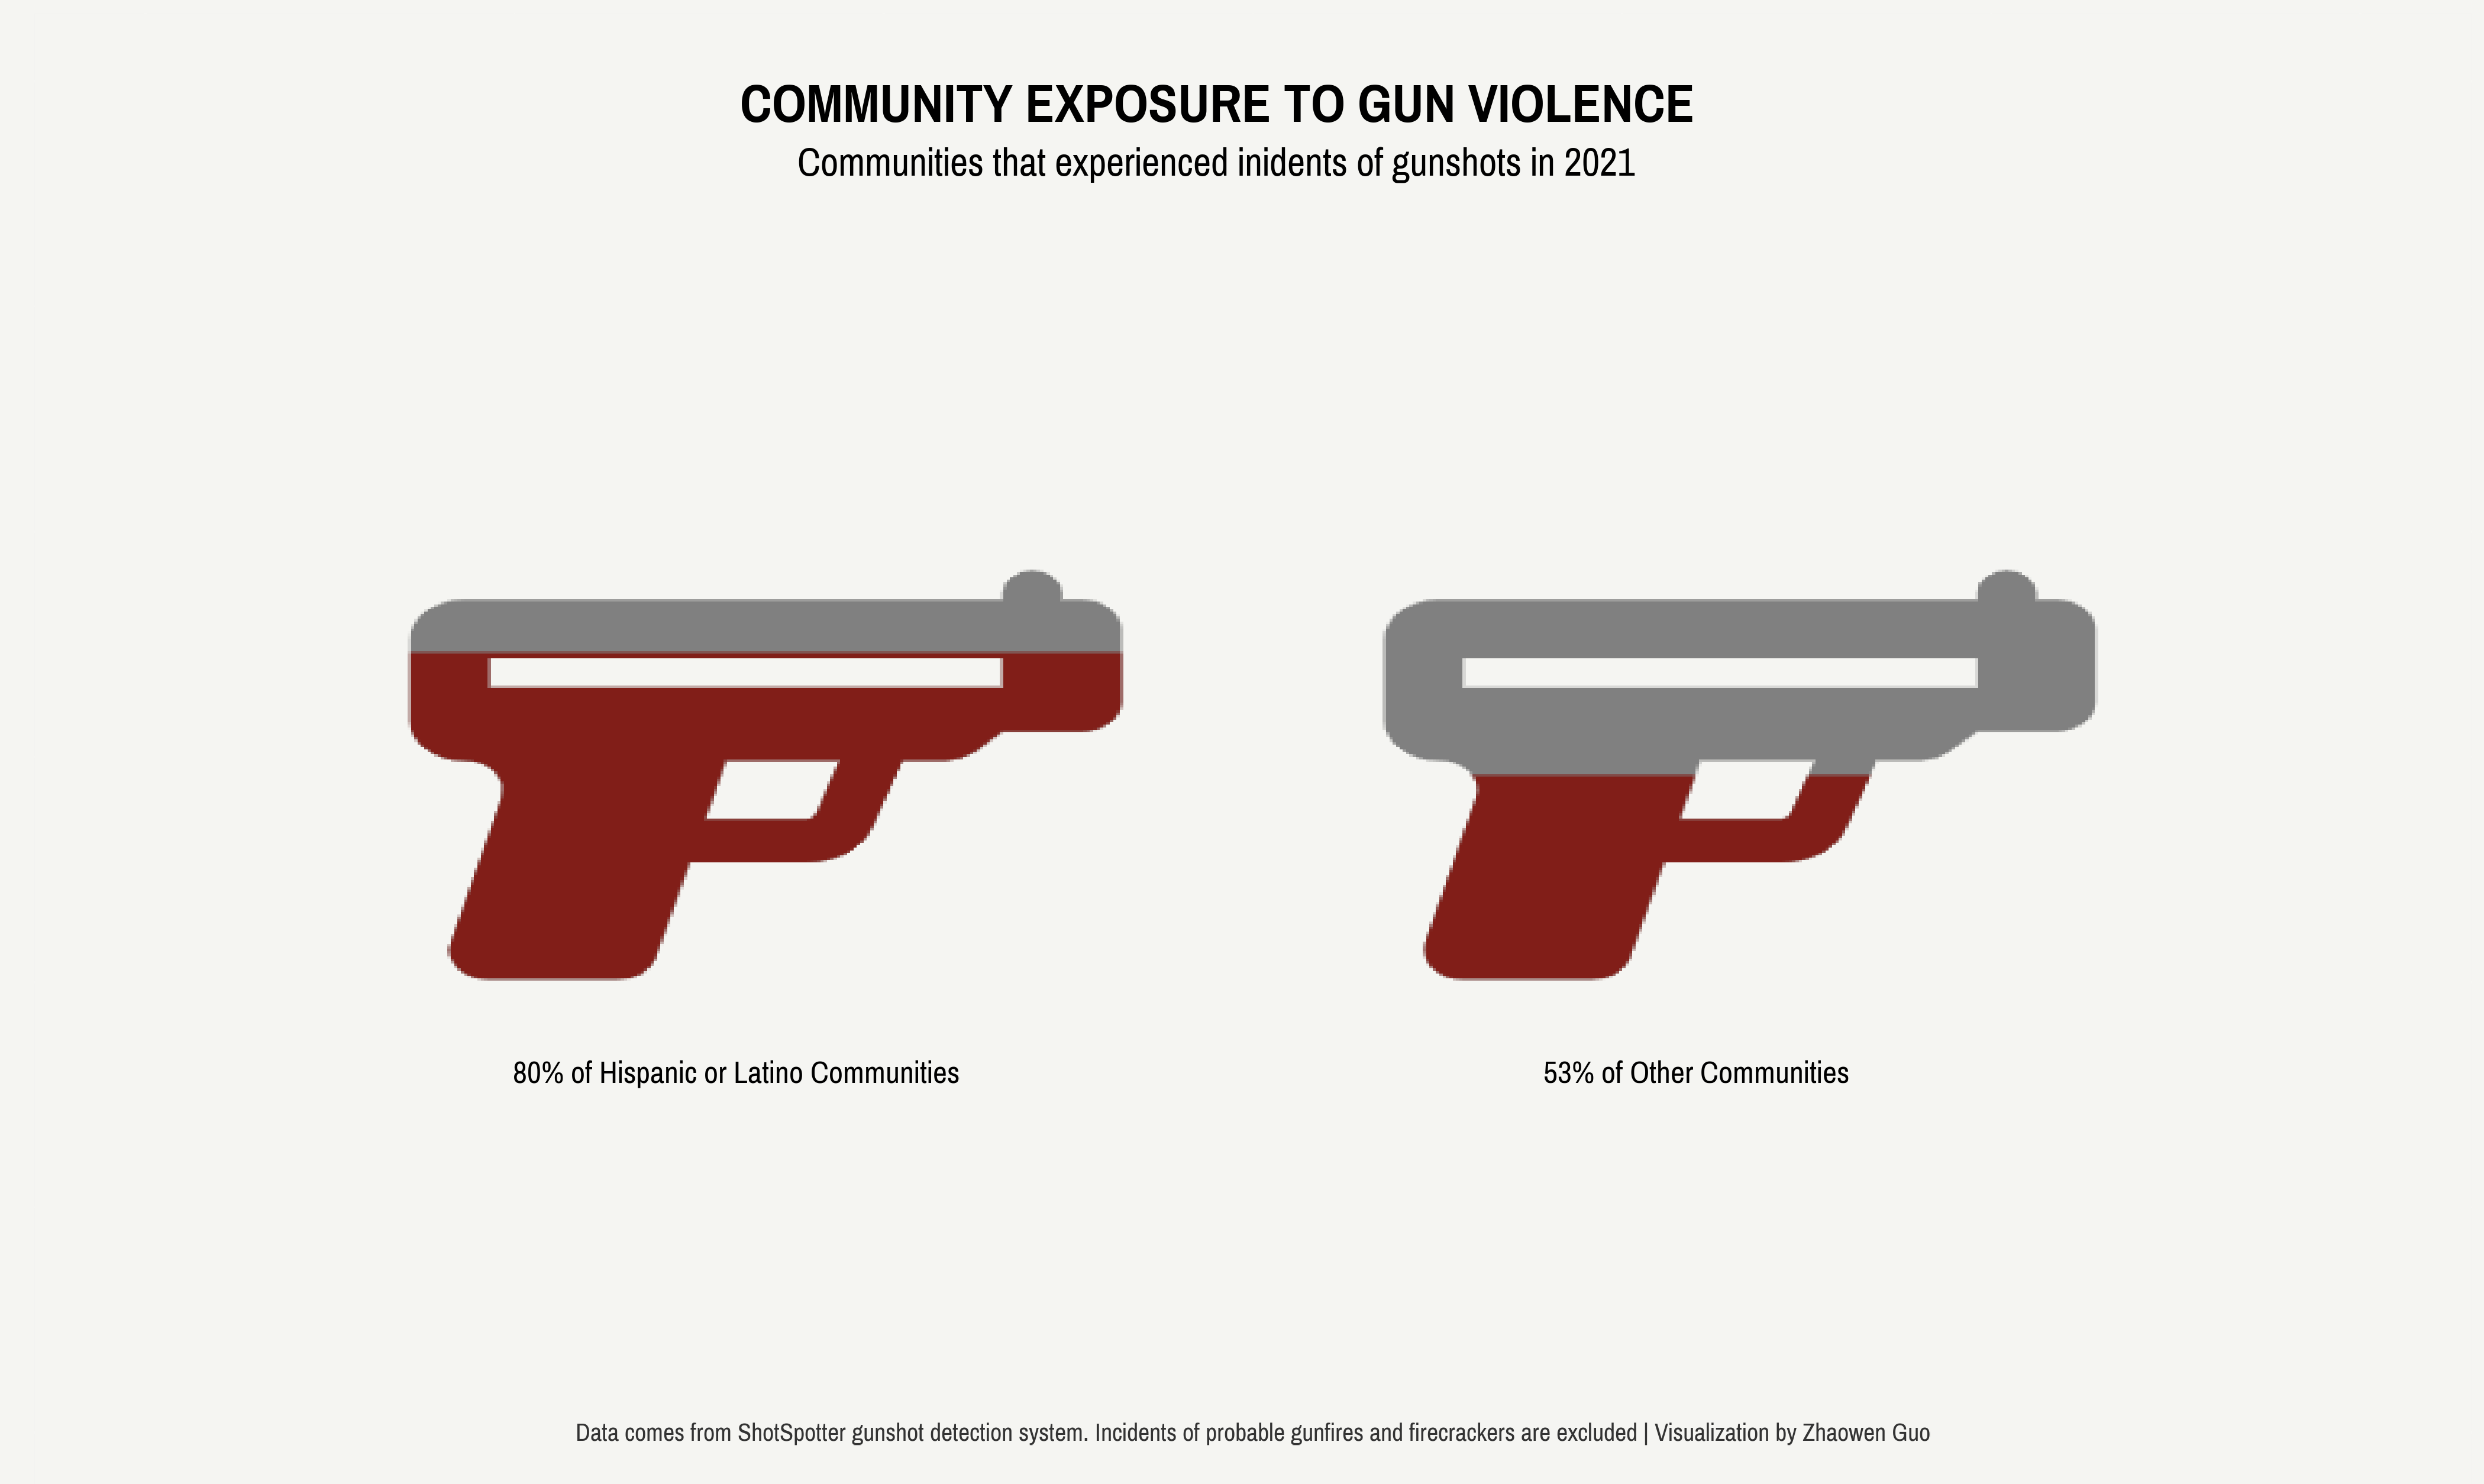 COMMUNITY EXPOSURE TO GUN VIOLENCE
Communities that experienced inidents of gunshots in 2021
80% of Hispanic or Latino Communities
53% of Other Communities
Data comes from ShotSpotter gunshot detection system. Incidents of probable gunfires and firecrackers are excluded | Visualization by Zhaowen Guo